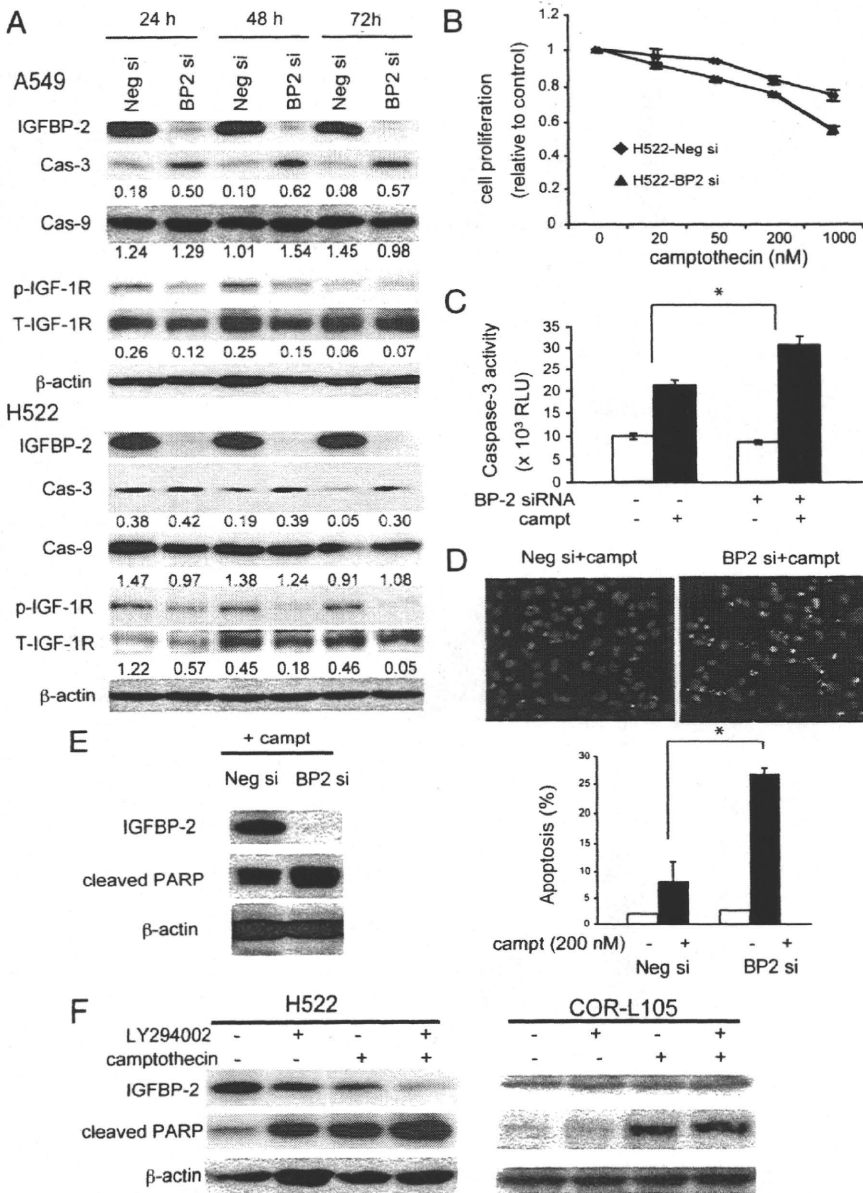 A
24 h 48 h 72h
Neg si BP2 si Neg si BP2 si Neg si BP2 si
A549
IGFBP-2
Cas-3
0.18 0.50 0.10 0.62 0.08 0.57
Cas-9
1.24 1.29 1.01 1.54 1.45 0.98
p-IGF-1R
T-IGF-1R
0.26 0.12 0.25 0.15 0.06 0.07
β-actin
H522
IGFBP-2
Cas-3
0.38 0.42 0.19 0.39 0.05 0.30
Cas-9
1.47 0.97 1.38 1.24 0.91 1.08
p-IGF-1R
T-IGF-1R
1.22 0.57 0.45 0.18 0.46 0.05
β-actin
B
cell proliferation
(relative to control)
1.2
1
0.8
0.6
0.4
0.2
0
H522-Neg si
H522-BP2 si
0 20 50 200 1000
camptothecin (nM)
C
*
Caspase-3 activity
(x 10³ RLU)
35
30
25
20
15
10
5
0
BP-2 siRNA - - + +
campt - + - +
D
Neg si+campt BP2 si+campt
*
Apoptosis (%)
30
25
20
15
10
5
0
campt (200 nM) - + - +
Neg si BP2 si
E
+ campt
Neg si BP2 si
IGFBP-2
cleaved PARP
β-actin
F
H522 COR-L105
LY294002 - + - + - + - +
camptothecin - - + + - - + +
IGFBP-2
cleaved PARP
β-actin